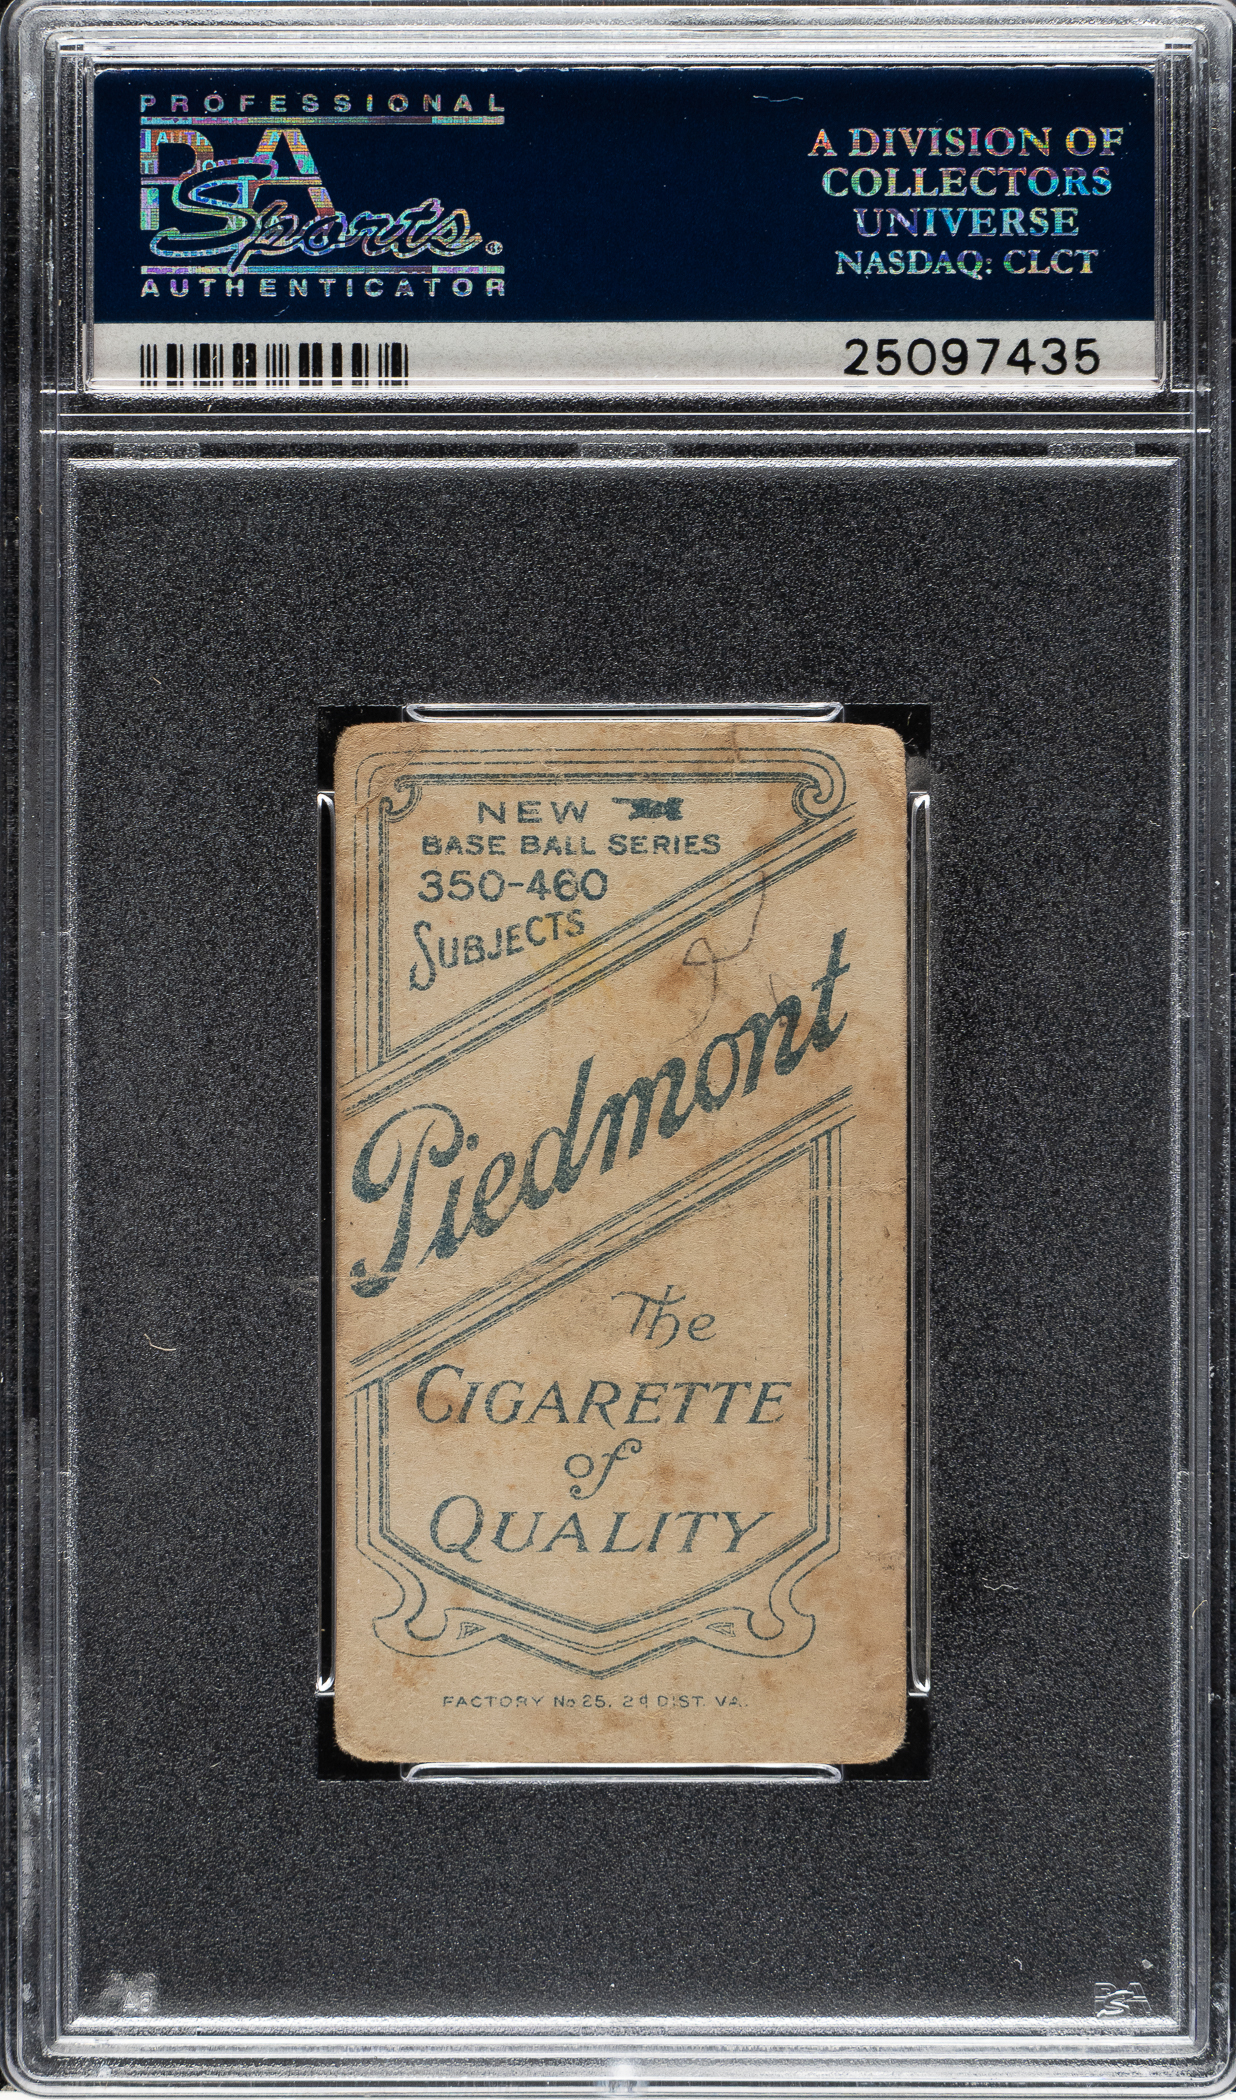 PROFESSIONAL
PSA
Sports
AUTHENTICATOR
A DIVISION OF
COLLECTORS
UNIVERSE
NASDAQ: CLCT
25097435
NEW
BASE BALL SERIES
350-460
SUBJECTS
Piedmont
The
CIGARETTE
of
QUALITY
FACTORY No 25. 2d DIST. VA.
PSA